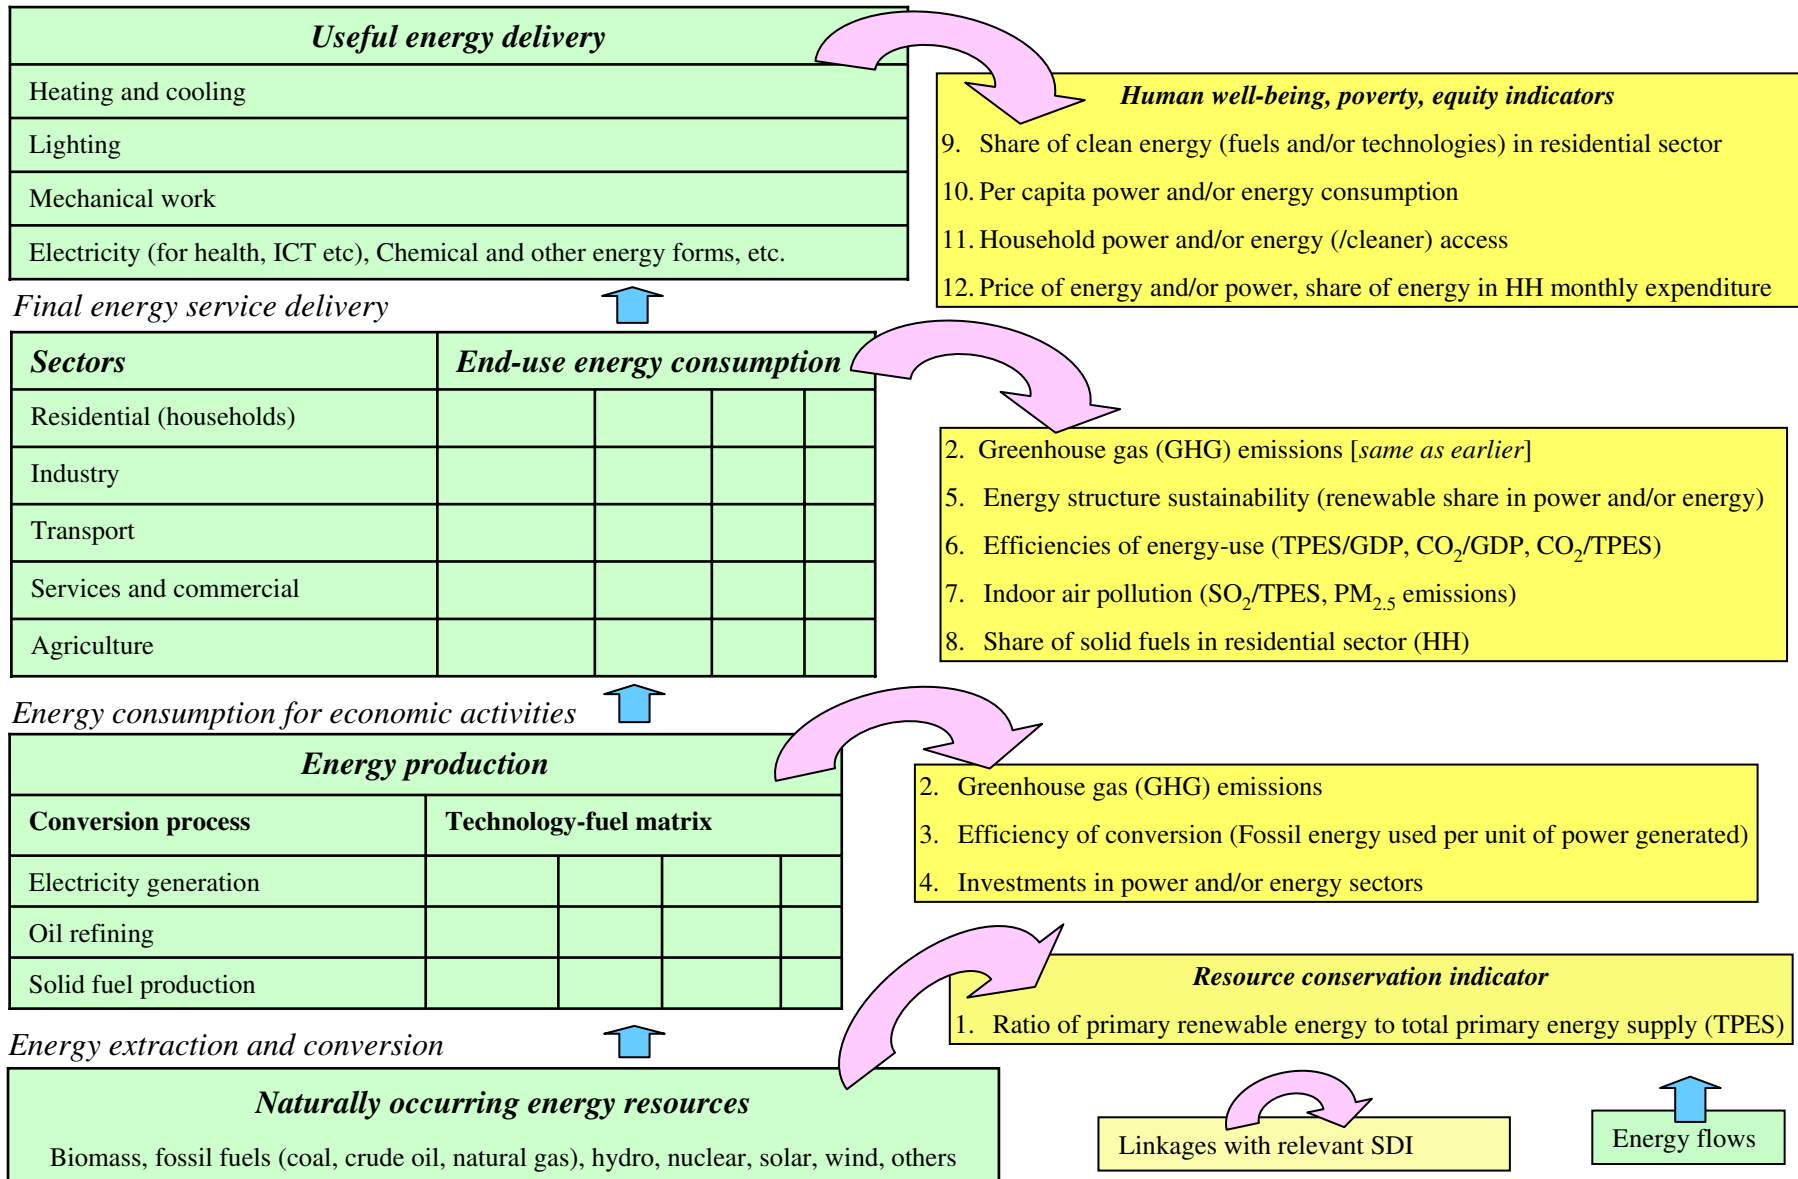 Useful energy delivery
Heating and cooling
Lighting
Mechanical work
Electricity (for health, ICT etc), Chemical and other energy forms, etc.
Human well-being, poverty, equity indicators
9. Share of clean energy (fuels and/or technologies) in residential sector
10. Per capita power and/or energy consumption
11. Household power and/or energy (/cleaner) access
12. Price of energy and/or power, share of energy in HH monthly expenditure
Final energy service delivery
Sectors End-use energy consumption
Residential (households)
Industry
Transport
Services and commercial
Agriculture
2. Greenhouse gas (GHG) emissions [same as earlier]
5. Energy structure sustainability (renewable share in power and/or energy)
6. Efficiencies of energy-use (TPES/GDP, CO2/GDP, CO2/TPES)
7. Indoor air pollution (SO2/TPES, PM2.5 emissions)
8. Share of solid fuels in residential sector (HH)
Energy consumption for economic activities
Energy production
Conversion process Technology-fuel matrix
Electricity generation
Oil refining
Solid fuel production
2. Greenhouse gas (GHG) emissions
3. Efficiency of conversion (Fossil energy used per unit of power generated)
4. Investments in power and/or energy sectors
Resource conservation indicator
1. Ratio of primary renewable energy to total primary energy supply (TPES)
Energy extraction and conversion
Naturally occurring energy resources
Biomass, fossil fuels (coal, crude oil, natural gas), hydro, nuclear, solar, wind, others
Linkages with relevant SDI
Energy flows